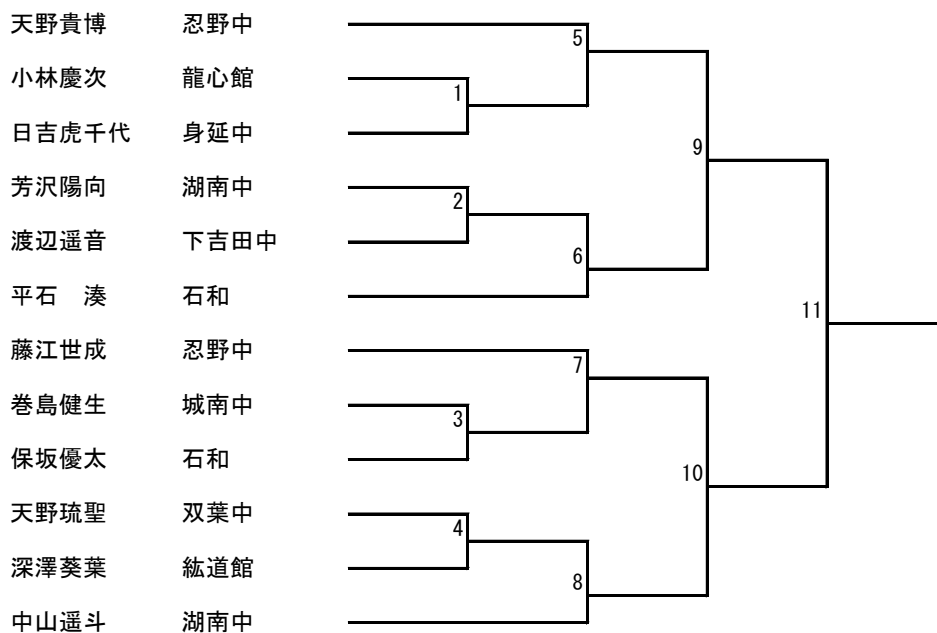 天野貴博 忍野中
5
小林慶次 龍心館
1
日吉虎千代 身延中
9
芳沢陽向 湖南中
2
渡辺遥音 下吉田中
6
平石 湊 石和
11
藤江世成 忍野中
7
巻島健生 城南中
3
保坂優太 石和
10
天野琉聖 双葉中
4
深澤葵葉 紘道館
8
中山遥斗 湖南中